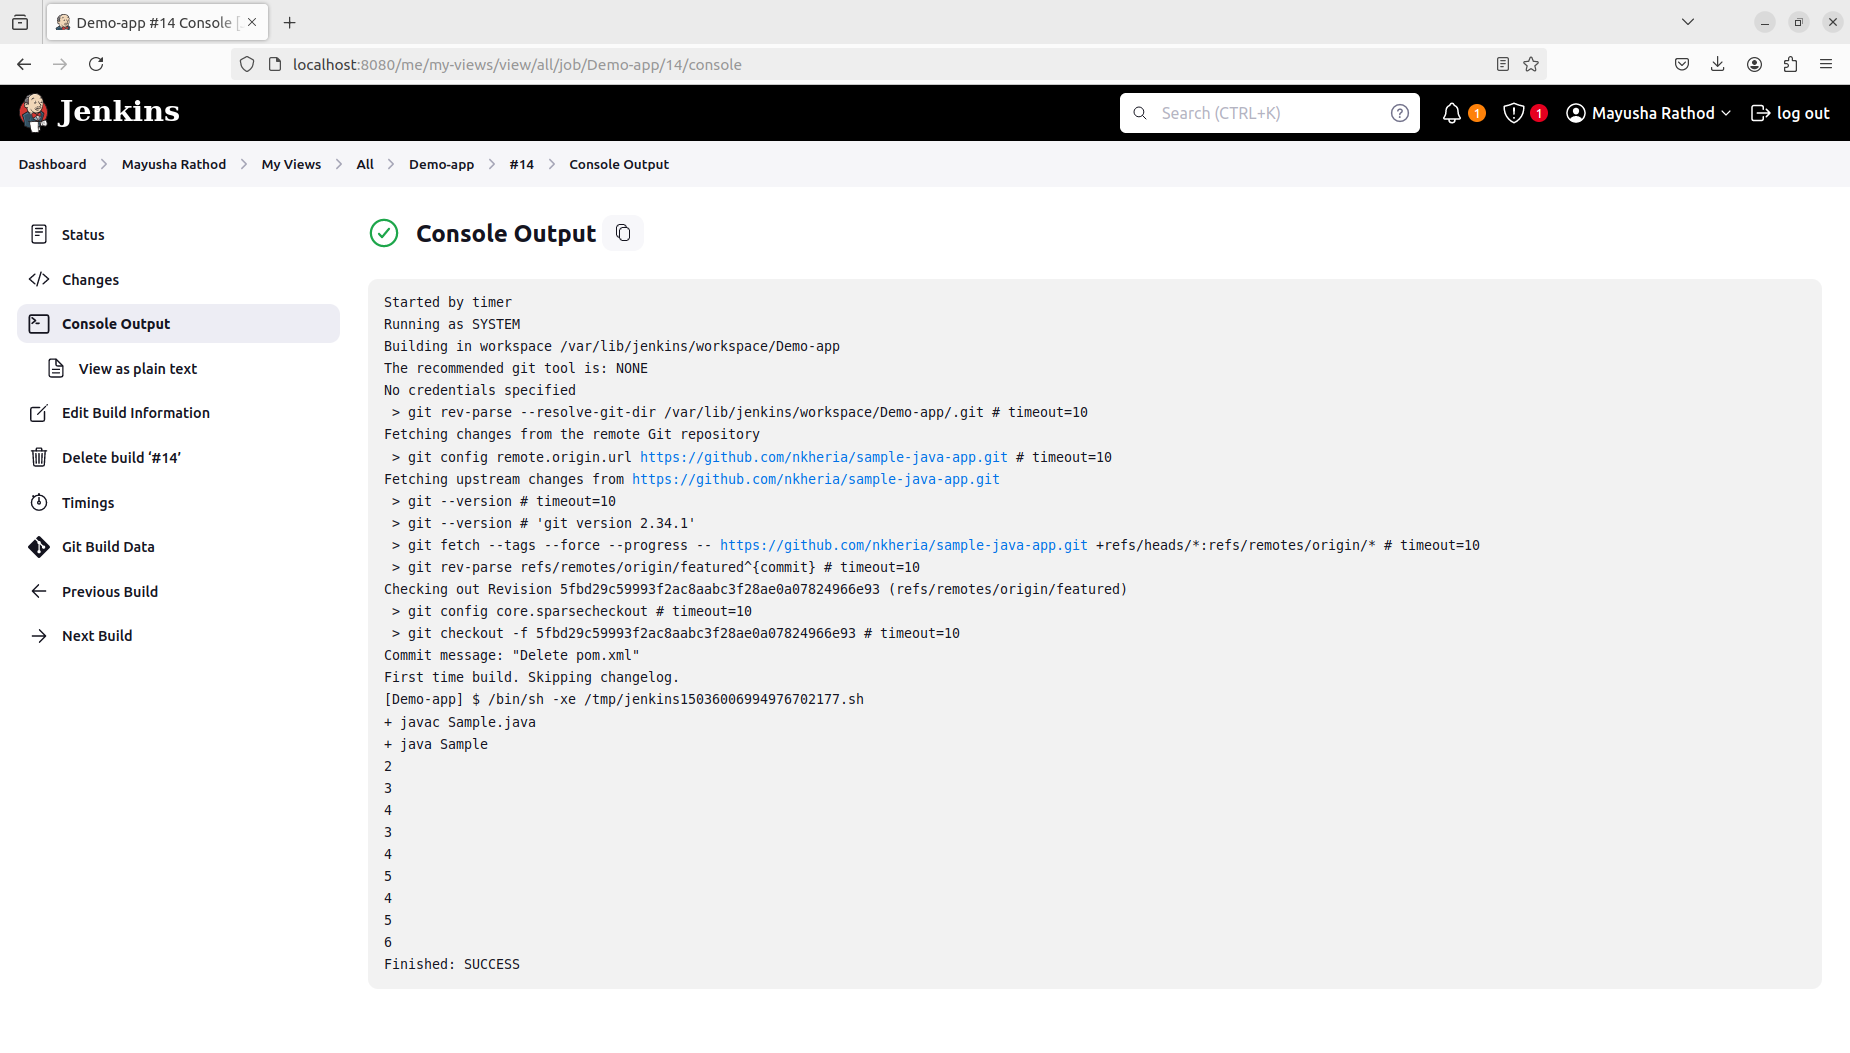 Demo-app #14 Console [
localhost:8080/me/my-views/view/all/job/Demo-app/14/console
Jenkins
Search (CTRL+K)
?
1
1
Mayusha Rathod
log out
Dashboard > Mayusha Rathod > My Views > All > Demo-app > #14 > Console Output
Status
Changes
Console Output
View as plain text
Edit Build Information
Delete build ‘#14’
Timings
Git Build Data
Previous Build
Next Build
Console Output
Started by timer
Running as SYSTEM
Building in workspace /var/lib/jenkins/workspace/Demo-app
The recommended git tool is: NONE
No credentials specified
 > git rev-parse --resolve-git-dir /var/lib/jenkins/workspace/Demo-app/.git # timeout=10
Fetching changes from the remote Git repository
 > git config remote.origin.url https://github.com/nkheria/sample-java-app.git # timeout=10
Fetching upstream changes from https://github.com/nkheria/sample-java-app.git
 > git --version # timeout=10
 > git --version # 'git version 2.34.1'
 > git fetch --tags --force --progress -- https://github.com/nkheria/sample-java-app.git +refs/heads/*:refs/remotes/origin/* # timeout=10
 > git rev-parse refs/remotes/origin/featured^{commit} # timeout=10
Checking out Revision 5fbd29c59993f2ac8aabc3f28ae0a07824966e93 (refs/remotes/origin/featured)
 > git config core.sparsecheckout # timeout=10
 > git checkout -f 5fbd29c59993f2ac8aabc3f28ae0a07824966e93 # timeout=10
Commit message: "Delete pom.xml"
First time build. Skipping changelog.
[Demo-app] $ /bin/sh -xe /tmp/jenkins15036006994976702177.sh
+ javac Sample.java
+ java Sample
2
3
4
3
4
5
4
5
6
Finished: SUCCESS